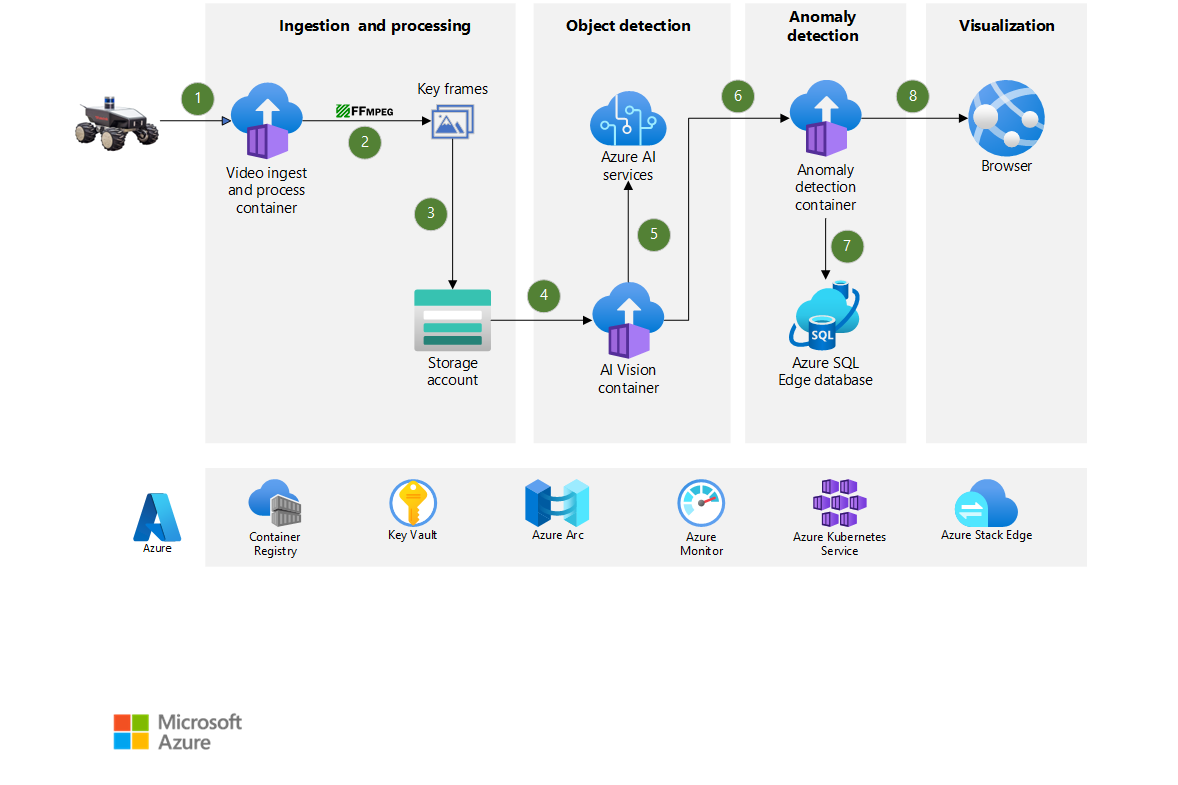 Ingestion and processing
Object detection
Anomaly
detection
Visualization
1
Video ingest
and process
container
FFMPEG
2
Key frames
3
Storage
account
4
Azure AI
services
5
AI Vision
container
6
Anomaly
detection
container
7
SQL
Azure SQL
Edge database
8
Browser
Azure
Container
Registry
Key Vault
Azure Arc
Azure
Monitor
Azure Kubernetes
Service
Azure Stack Edge
Microsoft
Azure